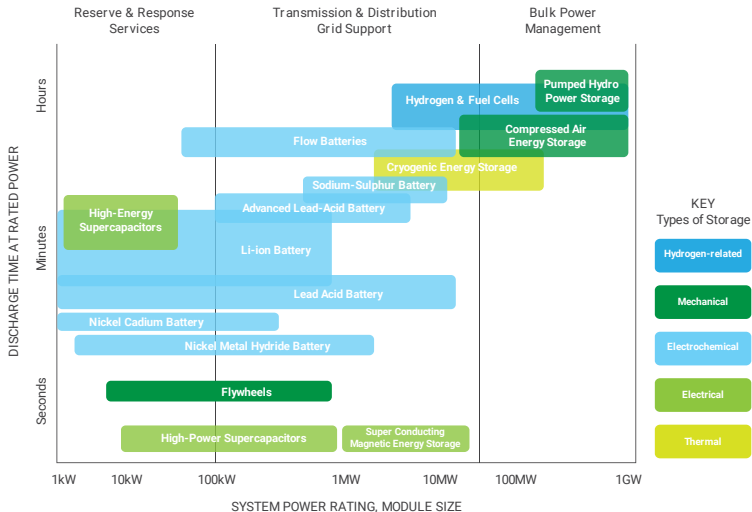 Reserve & Response
Services
Transmission & Distribution
Grid Support
Bulk Power
Management
DISCHARGE TIME AT RATED POWER
Hours
Minutes
Seconds
Pumped Hydro
Power Storage
Hydrogen & Fuel Cells
Compressed Air
Energy Storage
Flow Batteries
Cryogenic Energy Storage
Sodium-Sulphur Battery
Advanced Lead-Acid Battery
High-Energy
Supercapacitors
Li-ion Battery
Lead Acid Battery
Nickel Cadium Battery
Nickel Metal Hydride Battery
Flywheels
High-Power Supercapacitors
Super Conducting
Magnetic Energy Storage
1kW
10kW
100kW
1MW
10MW
100MW
1GW
SYSTEM POWER RATING, MODULE SIZE
KEY
Types of Storage
Hydrogen-related
Mechanical
Electrochemical
Electrical
Thermal